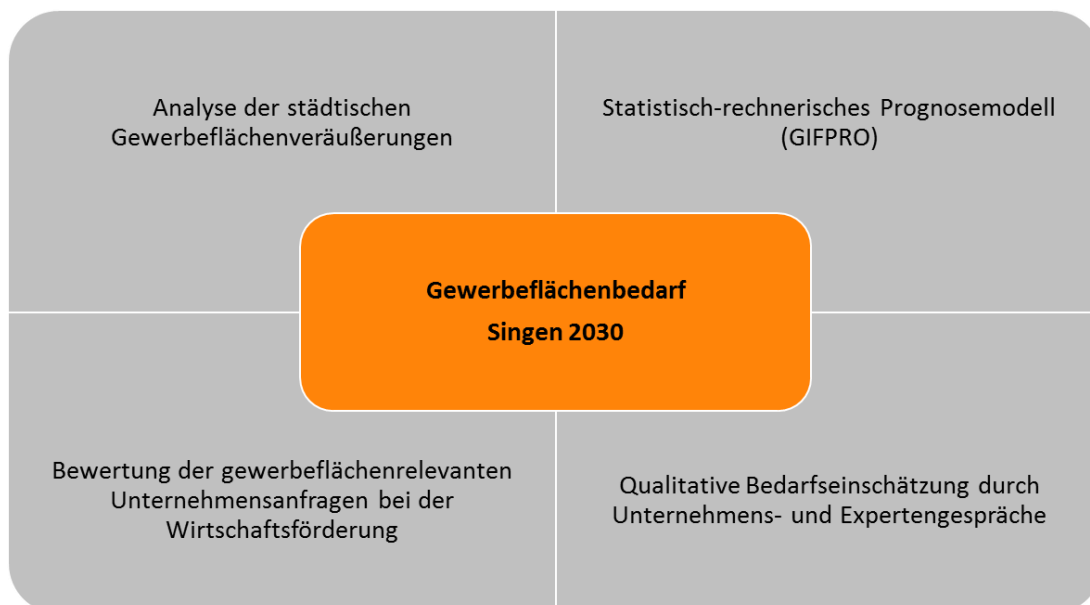 Analyse der städtischen
Gewerbeflächenveräußerungen
Statistisch-rechnerisches Prognosemodell
(GIFPRO)
Gewerbeflächenbedarf
Singen 2030
Bewertung der gewerbeflächenrelevanten
Unternehmensanfragen bei der
Wirtschaftsförderung
Qualitative Bedarfseinschätzung durch
Unternehmens- und Expertengespräche